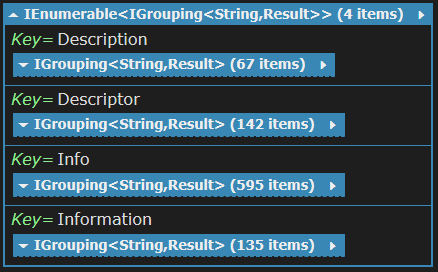 IEnumerable<IGrouping<String,Result>> (4 items)
Key= Description
IGrouping<String,Result> (67 items)
Key= Descriptor
IGrouping<String,Result> (142 items)
Key= Info
IGrouping<String,Result> (595 items)
Key= Information
IGrouping<String,Result> (135 items)